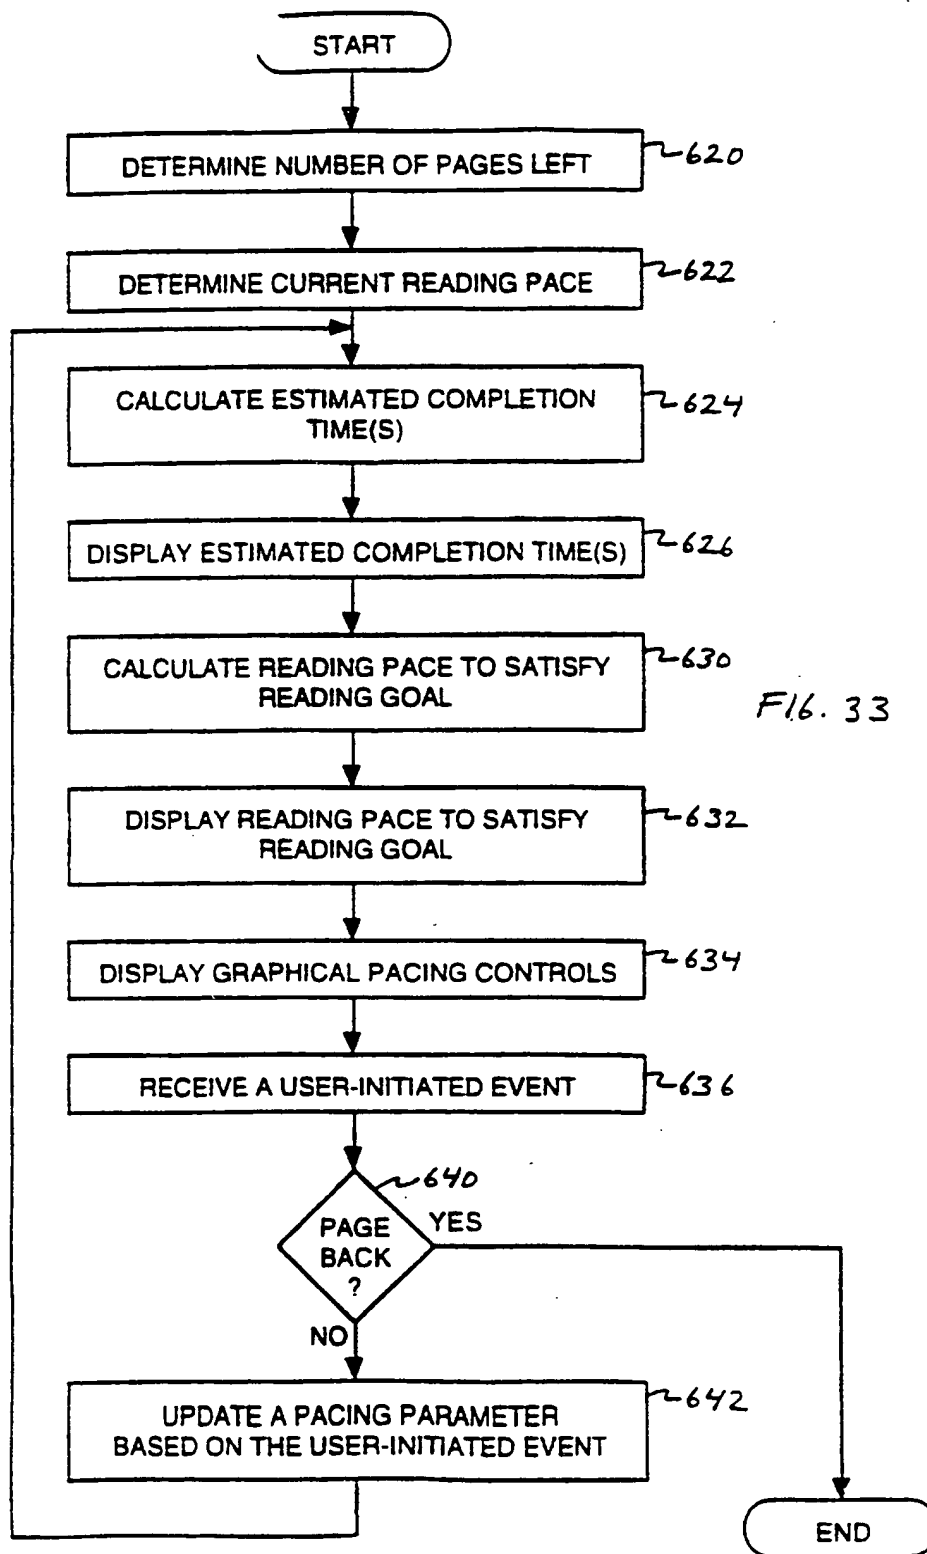 START
DETERMINE NUMBER OF PAGES LEFT
620
DETERMINE CURRENT READING PACE
622
CALCULATE ESTIMATED COMPLETION
TIME(S)
624
DISPLAY ESTIMATED COMPLETION TIME(S)
626
CALCULATE READING PACE TO SATISFY
READING GOAL
630
FIG. 33
DISPLAY READING PACE TO SATISFY
READING GOAL
632
DISPLAY GRAPHICAL PACING CONTROLS
634
RECEIVE A USER-INITIATED EVENT
636
640
PAGE
BACK
?
YES
NO
UPDATE A PACING PARAMETER
BASED ON THE USER-INITIATED EVENT
642
END